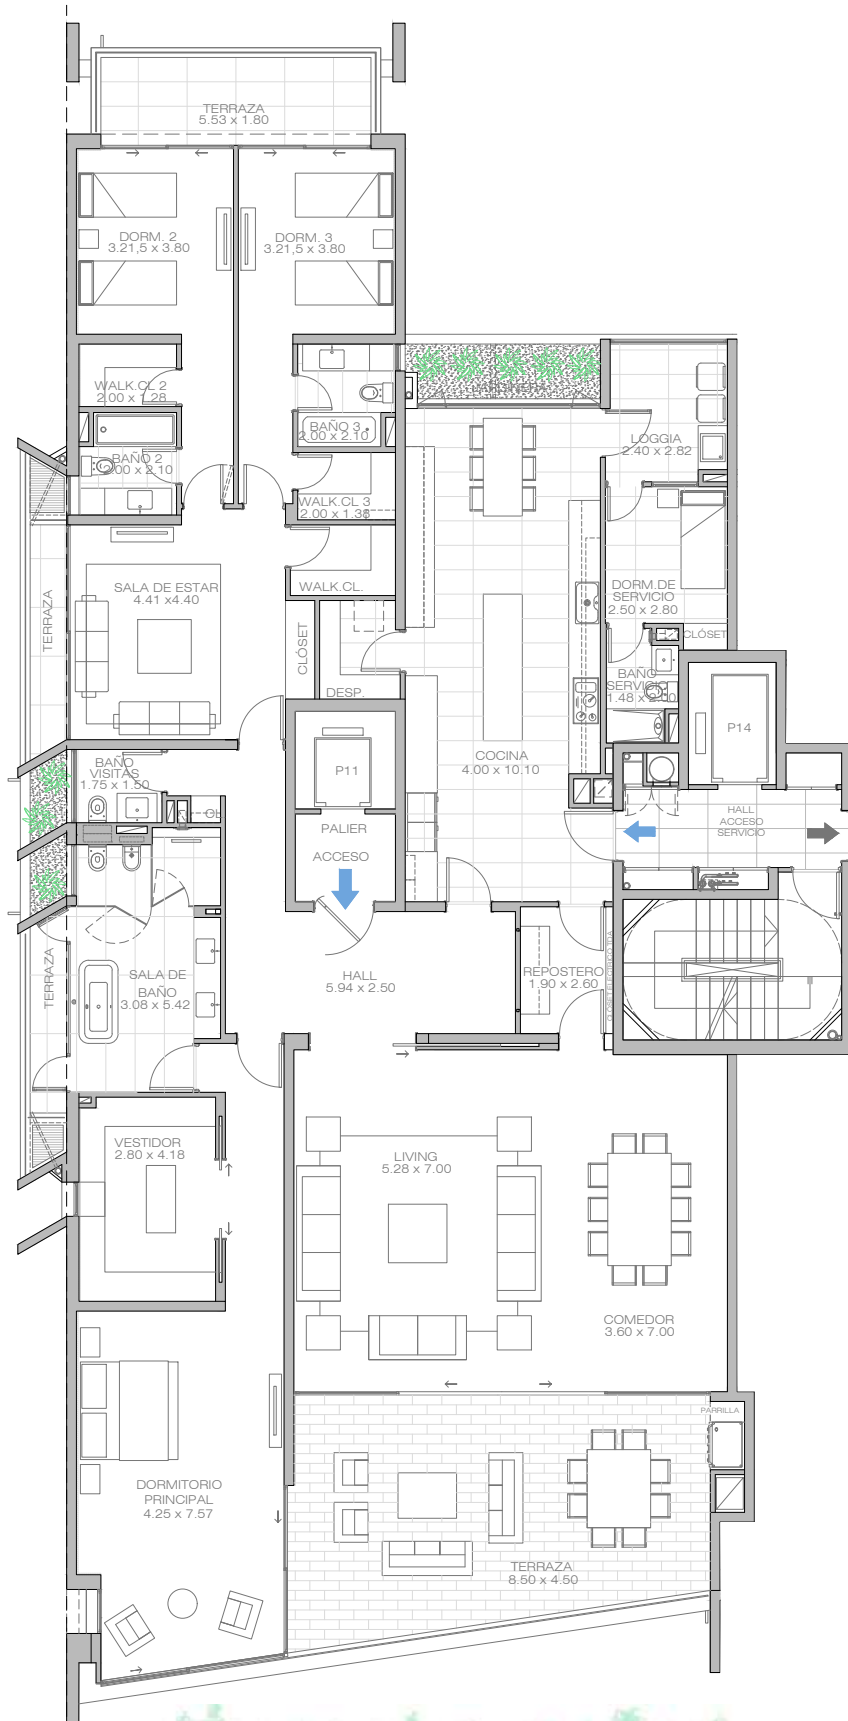 TERRAZA
5.53 x 1.80
DORM. 2
3.21,5 x 3.80
DORM. 3
3.21,5 x 3.80
WALK.CL 2
2.00 x 1.28
BAÑO 3
2.00 x 2.10
BAÑO 2
2.00 x 2.10
LOGGIA
2.40 x 2.82
WALK.CL 3
2.00 x 1.38
SALA DE ESTAR
4.41 x4.40
WALK.CL.
DORM.DE
SERVICIO
2.50 x 2.80
TERRAZA
CLÓSET
CLÓSET
DESP.
BAÑO
SERVICIO
P14
BAÑO
VISITAS
1.75 x 1.50
P11
COCINA
4.00 x 10.10
CL
PALIER
ACCESO
HALL
ACCESO
SERVICIO
TERRAZA
SALA DE
BAÑO
3.08 x 5.42
HALL
5.94 x 2.50
REPOSTERO
1.90 x 2.60
VESTIDOR
2.80 x 4.18
LIVING
5.28 x 7.00
COMEDOR
3.60 x 7.00
PARRILLA
DORMITORIO
PRINCIPAL
4.25 x 7.57
TERRAZA
8.50 x 4.50